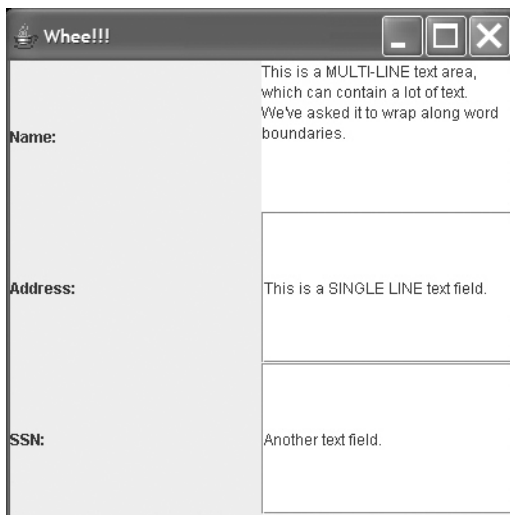 Whee!!!
Name:
This is a MULTI-LINE text area,
which can contain a lot of text.
We've asked it to wrap along word
boundaries.
Address:
This is a SINGLE LINE text field.
SSN:
Another text field.